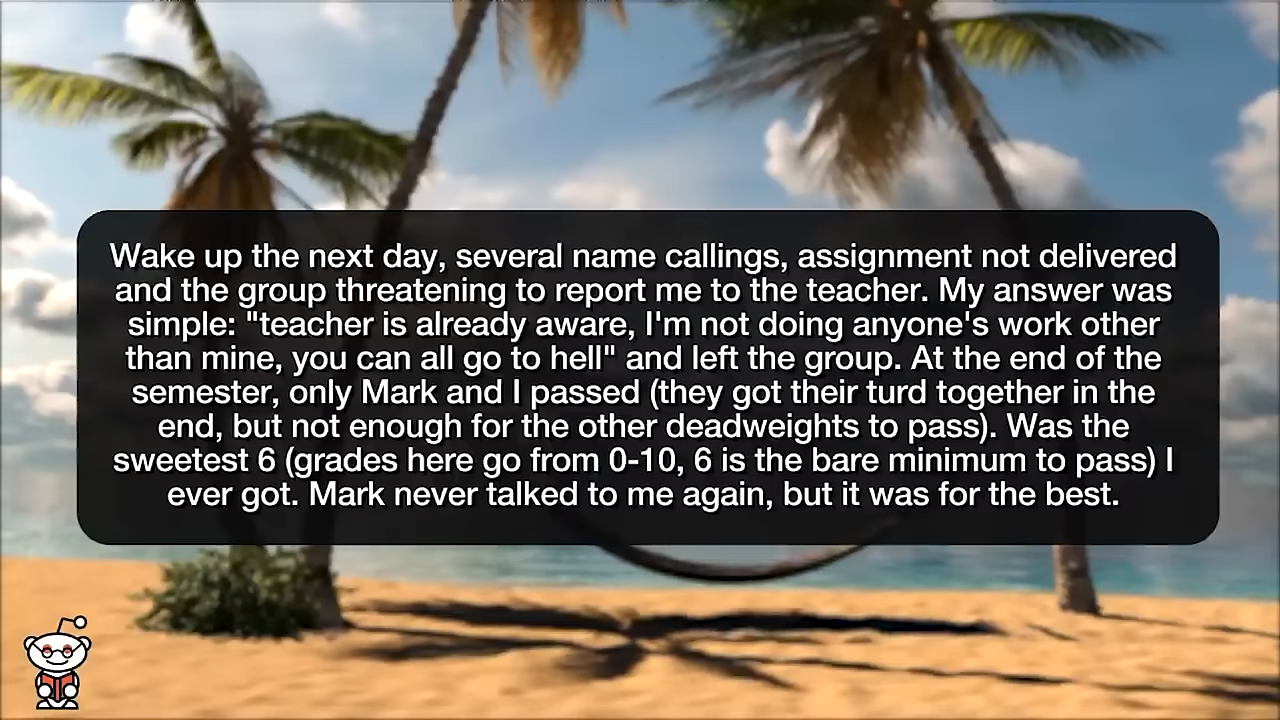 Wake up the next day, several name callings, assignment not delivered
and the group threatening to report me to the teacher. My answer was
simple: "teacher is already aware, I'm not doing anyone's work other
than mine, you can all go to hell" and left the group. At the end of the
semester, only Mark and I passed (they got their turd together in the
end, but not enough for the other deadweights to pass). Was the
sweetest 6 (grades here go from 0-10, 6 is the bare minimum to pass) I
ever got. Mark never talked to me again, but it was for the best.